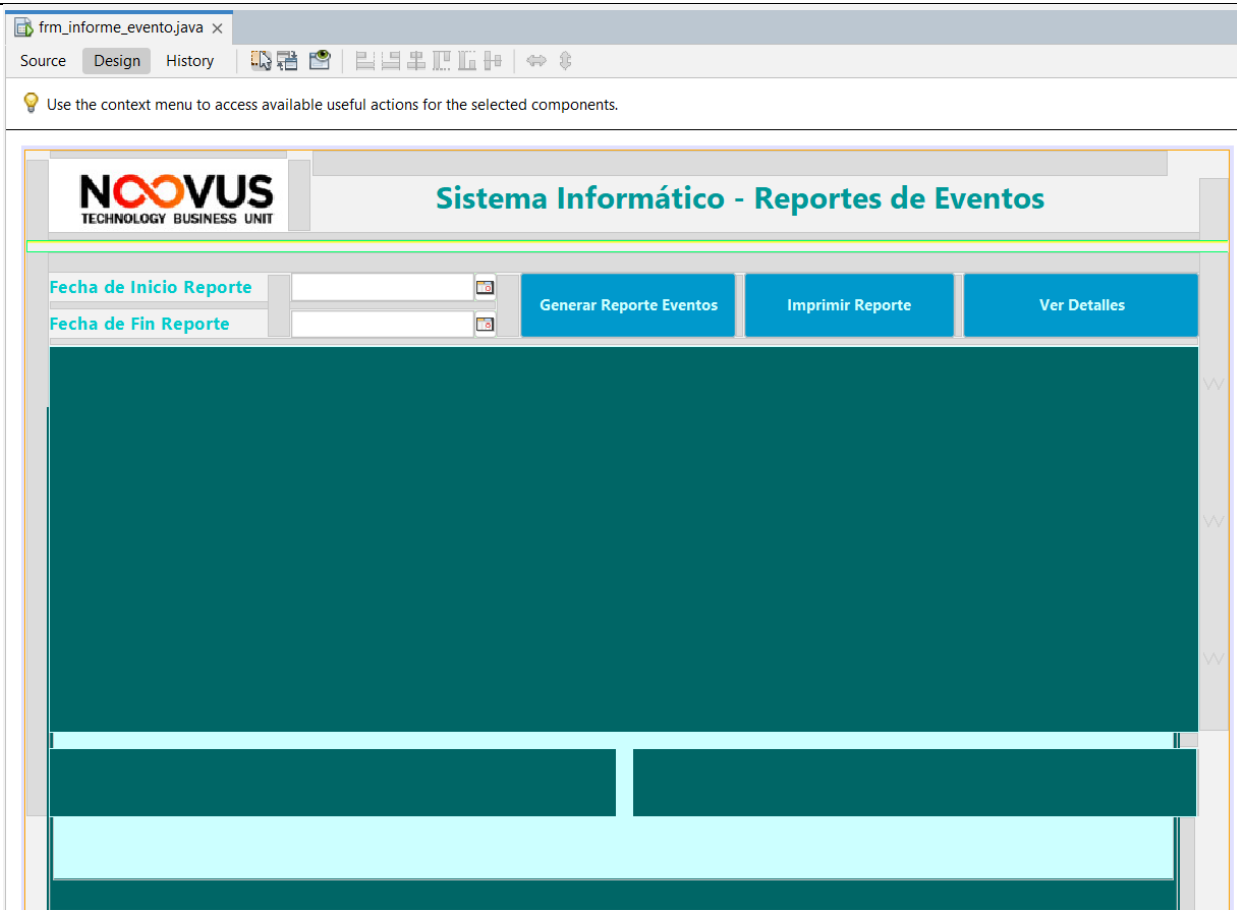 frm_informe_evento.java
Source Design History
Use the context menu to access available useful actions for the selected components.
NOOVUS
TECHNOLOGY BUSINESS UNIT
Sistema Informático - Reportes de Eventos
Fecha de Inicio Reporte
Fecha de Fin Reporte
Generar Reporte Eventos
Imprimir Reporte
Ver Detalles